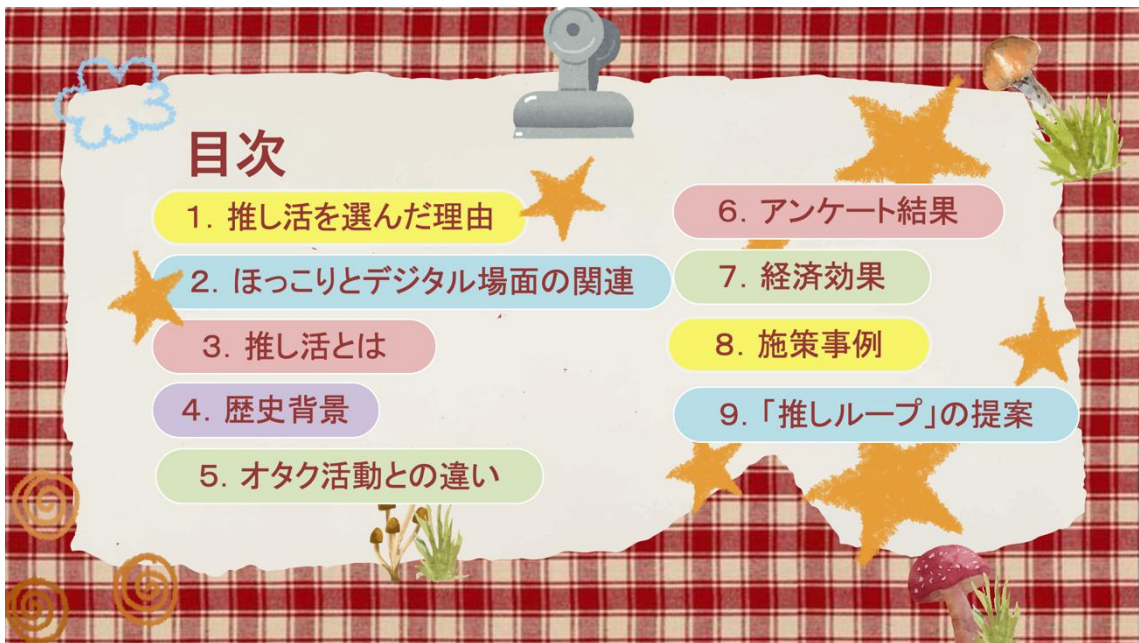 目次
1. 推し活を選んだ理由
2. ほっこりとデジタル場面の関連
3. 推し活とは
4. 歴史背景
5. オタク活動との違い
6. アンケート結果
7. 経済効果
8. 施策事例
9.「推しループ」の提案